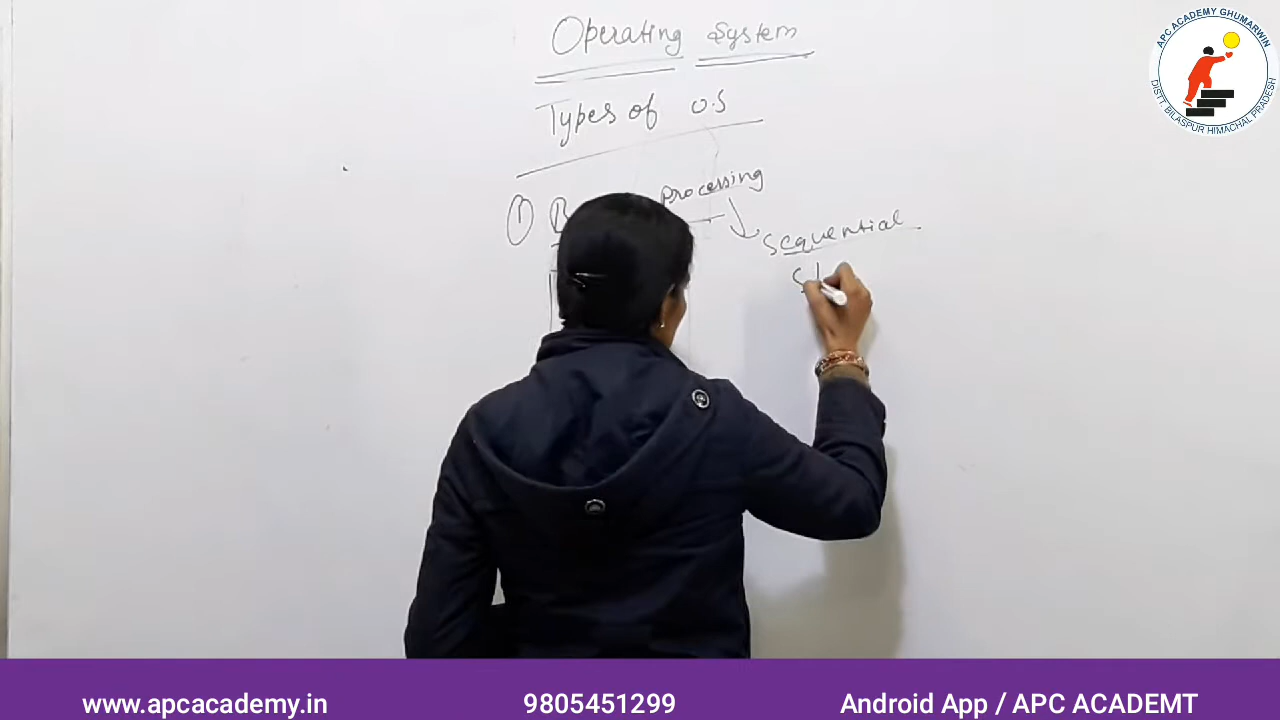 Operating System
Types of O.S
① B Processing
Sequential
APC ACADEMY GHUMARWIN
DISTT. BILASPUR HIMACHAL PRADESH
www.apcacademy.in
9805451299
Android App / APC ACADEMT